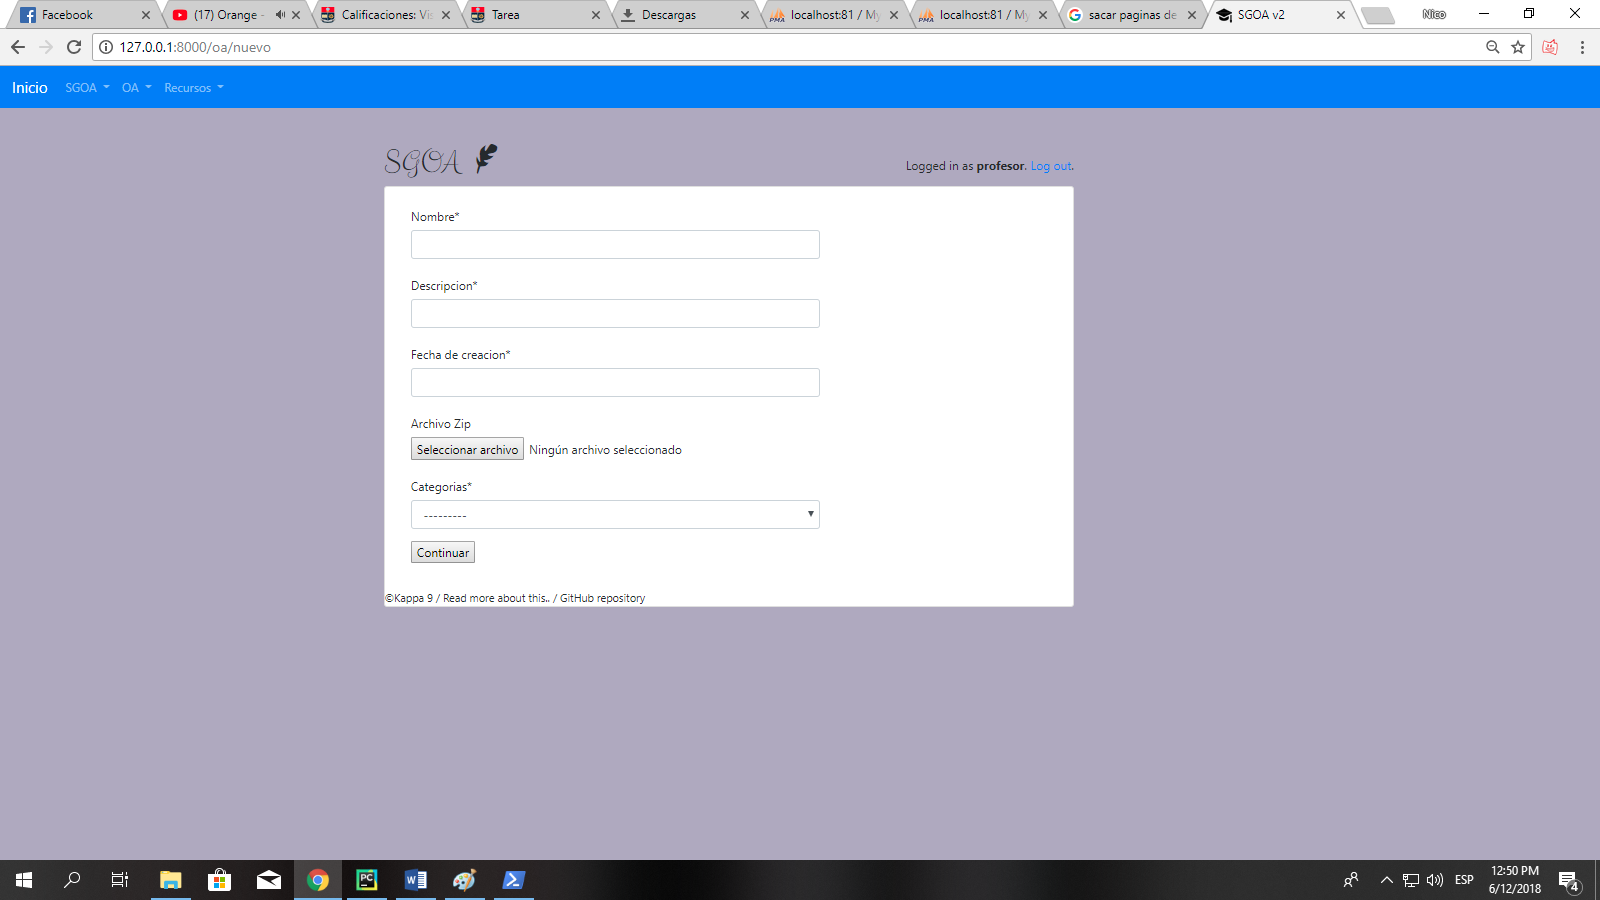 Facebook
(17) Orange -
Calificaciones: Vis
Tarea
Descargas
localhost:81 / My
localhost:81 / My
sacar paginas de
SGOA v2
Nico
127.0.0.1:8000/oa/nuevo
Inicio SGOA OA Recursos
SGOA
Logged in as profesor. Log out.
Nombre*
Descripcion*
Fecha de creacion*
Archivo Zip
Seleccionar archivo Ningún archivo seleccionado
Categorias*
---------
Continuar
©Kappa 9 / Read more about this.. / GitHub repository
ESP
12:50 PM
6/12/2018
4